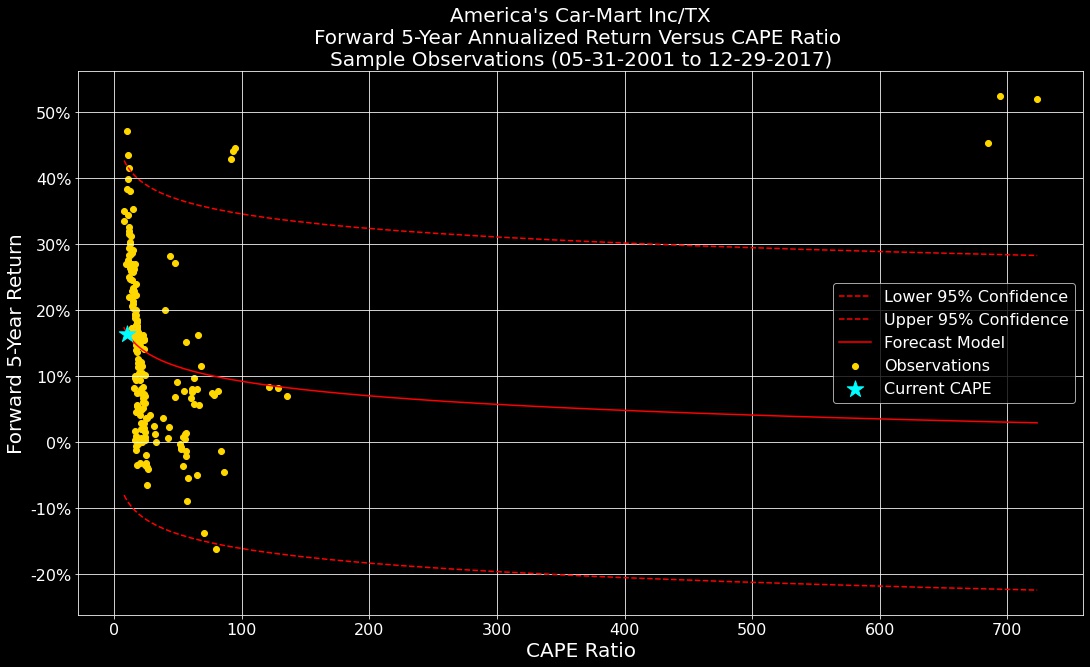 America's Car-Mart Inc/TX
Forward 5-Year Annualized Return Versus CAPE Ratio
Sample Observations (05-31-2001 to 12-29-2017)
Forward 5-Year Return
50%
40%
30%
20%
10%
0%
-10%
-20%
Lower 95% Confidence
Upper 95% Confidence
Forecast Model
Observations
Current CAPE
0 100 200 300 400 500 600 700
CAPE Ratio